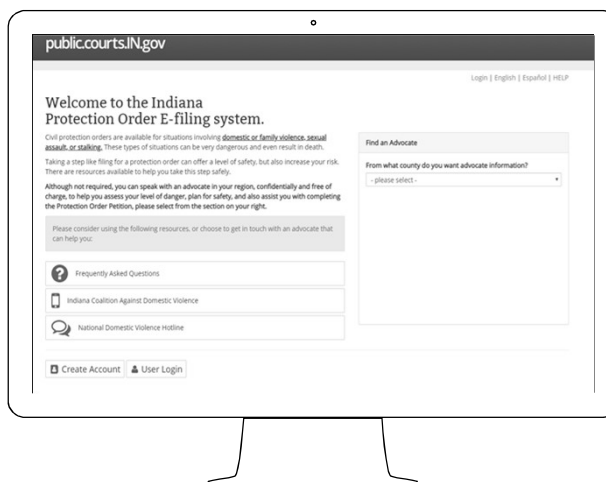 public.courts.IN.gov
Login | English | Español | HELP
Welcome to the Indiana
Protection Order E-filing system.
Civil protection orders are available for situations involving domestic or family violence, sexual
assault, or stalking. These types of situations can be very dangerous and even result in death.
Taking a step like filing for a protection order can offer a level of safety, but also increase your risk.
There are resources available to help you take this step safely.
Although not required, you can speak with an advocate in your region, confidentially and free of
charge, to help you assess your level of danger, plan for safety, and also assist you with completing
the Protection Order Petition, please select from the section on your right.
Please consider using the following resources, or choose to get in touch with an advocate that
can help you:
Frequently Asked Questions
Indiana Coalition Against Domestic Violence
National Domestic Violence Hotline
Find an Advocate
From what county do you want advocate information?
- please select -
Create Account
User Login